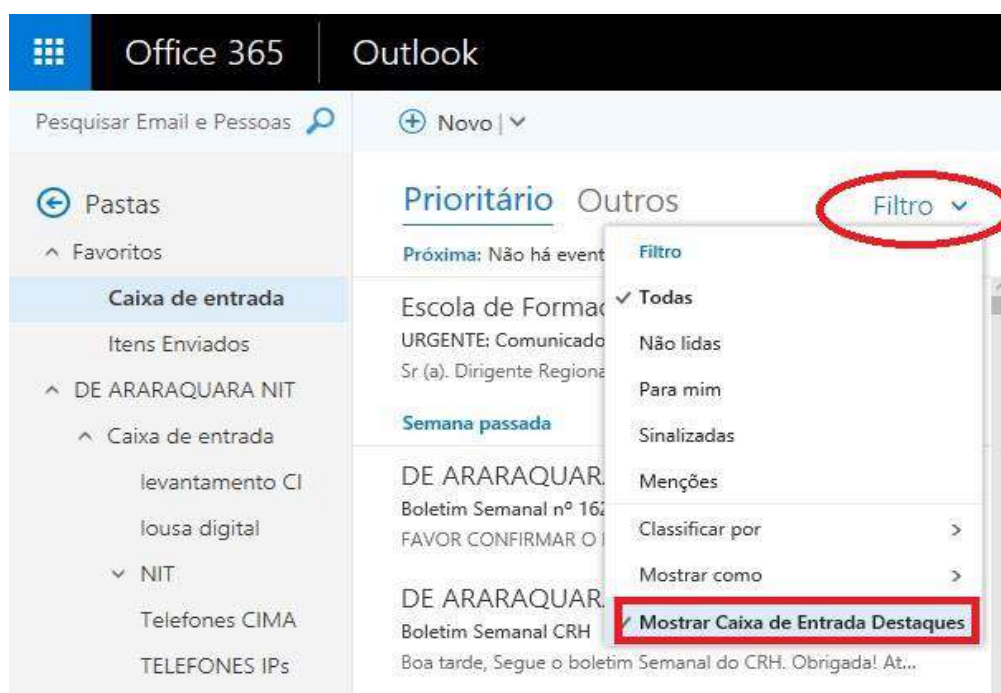 Office 365 Outlook
Pesquisar Email e Pessoas
Novo
Pastas
Favoritos
Caixa de entrada
Itens Enviados
DE ARARAQUARA NIT
Caixa de entrada
levantamento CI
lousa digital
NIT
Telefones CIMA
TELEFONES IPs
Prioritário Outros
Filtro
Próxima: Não há event
Escola de Formaç
URGENTE: Comunicado
Sr (a). Dirigente Regiona
Semana passada
DE ARARAQUAR
Boletim Semanal nº 162
FAVOR CONFIRMAR O
DE ARARAQUAR
Boletim Semanal CRH
Boa tarde, Segue o boletim Semanal do CRH. Obrigada! At...
Filtro
Todas
Não lidas
Para mim
Sinalizadas
Menções
Classificar por
Mostrar como
Mostrar Caixa de Entrada Destaques